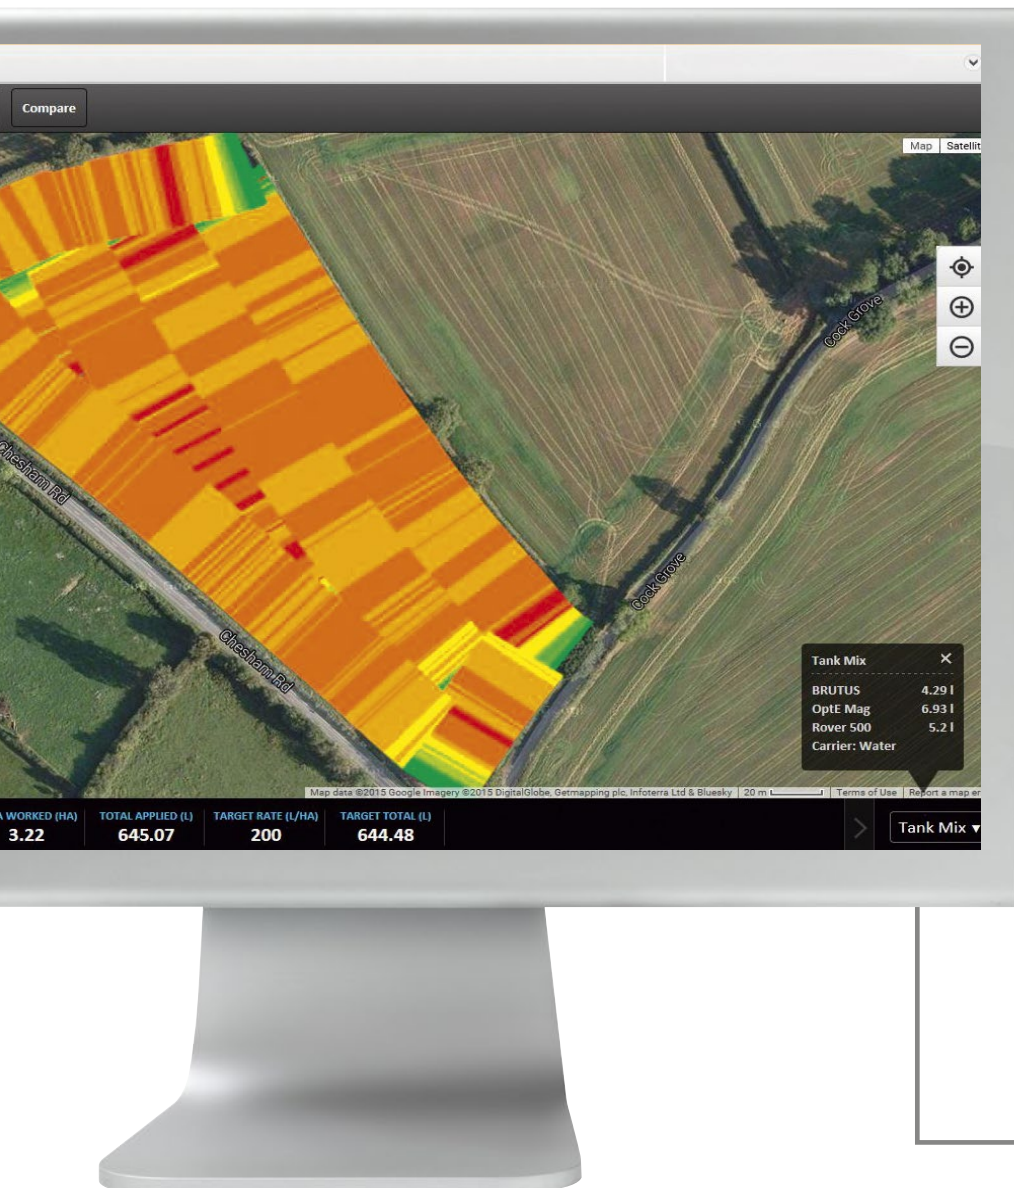 Compare
Map
Satellit
Cock Grove
Chesham Rd
Cock Grove
Chesham Rd
Tank Mix
BRUTUS 4.29 l
OptE Mag 6.93 l
Rover 500 5.2 l
Carrier: Water
Map data ©2015 Google Imagery ©2015 DigitalGlobe, Getmapping plc, Infoterra Ltd & Bluesky 20 m Terms of Use Report a map er
A WORKED (HA) TOTAL APPLIED (L) TARGET RATE (L/HA) TARGET TOTAL (L)
3.22 645.07 200 644.48
Tank Mix